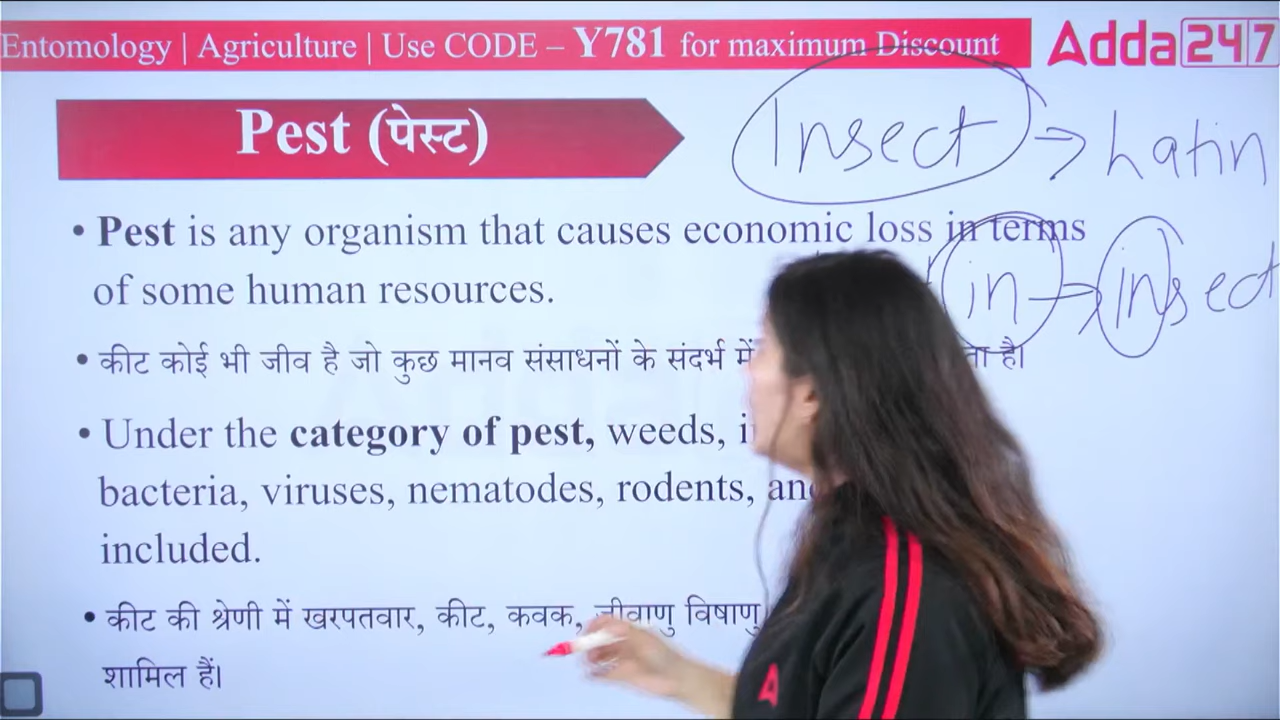 Entomology | Agriculture | Use CODE – Y781 for maximum Discount
Adda247
Pest (पेस्ट)
Insect → Latin
• Pest is any organism that causes economic loss in terms
of some human resources.
in → insect
• कीट कोई भी जीव है जो कुछ मानव संसाधनों के संदर्भ में है।
• Under the category of pest, weeds,
bacteria, viruses, nematodes, rodents, and
included.
• कीट की श्रेणी में खरपतवार, कीट, कवक, जीवाणु विषाणु
शामिल हैं।